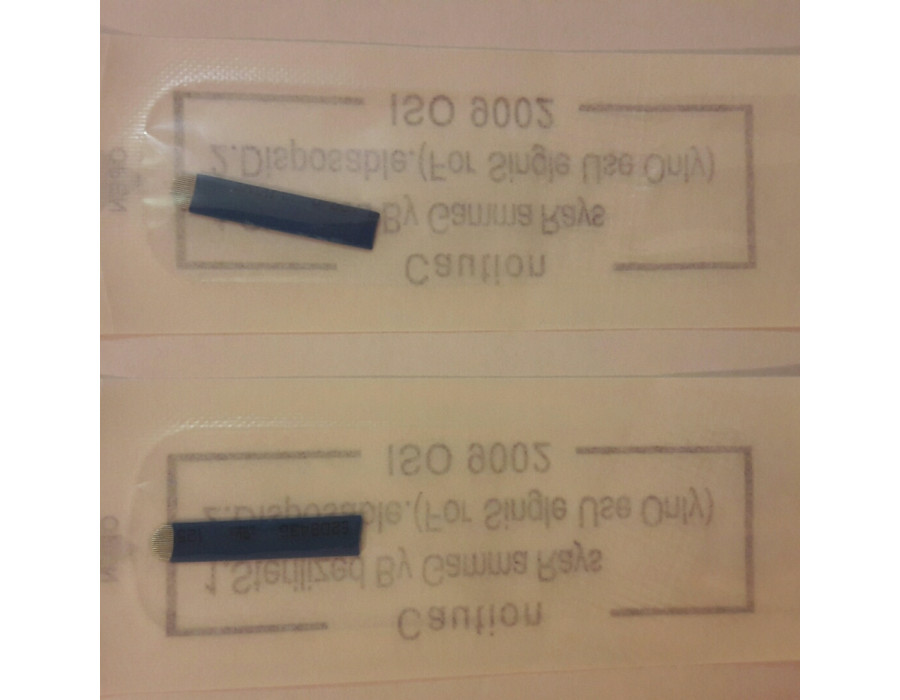 ISO 9002
2.Disposable.(For Single Use Only)
By Gamma Rays
Caution
ISO 9002
2.Disposable.(For Single Use Only)
1.Sterilized By Gamma Rays
Caution